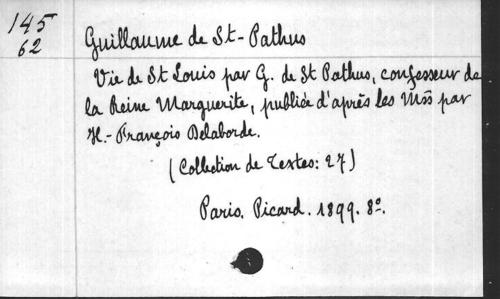 145
62
Guillaume de St-Pathus
Vie de St Louis par G. de St Pathus, confesseur de
la Reine Marguerite, publiée d'après les Mss par
H.-François Delaborde.
(Collection de Textes: 27)
Paris. Picard. 1899. 8º.